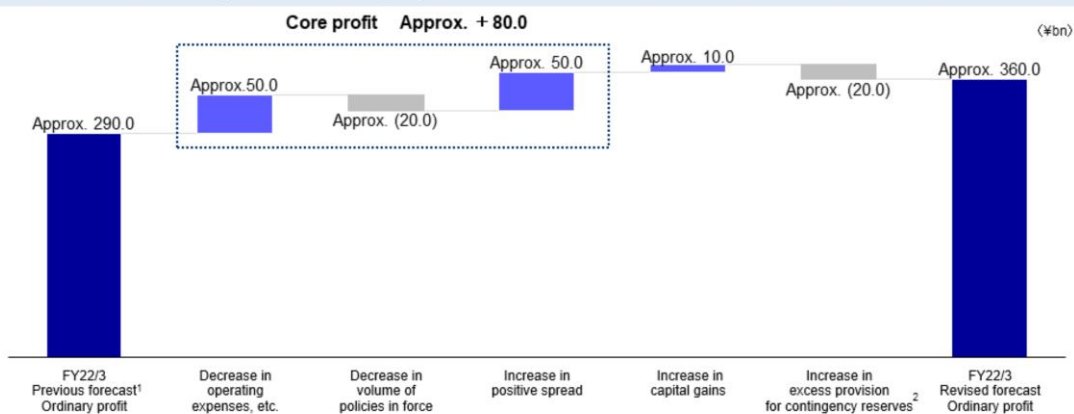 Core profit Approx. +80.0
(¥bn)
Approx. 290.0
Approx.50.0
Approx. (20.0)
Approx. 50.0
Approx. 10.0
Approx. (20.0)
Approx. 360.0
FY22/3
Previous forecast¹
Ordinary profit
Decrease in
operating
expenses, etc.
Decrease in
volume of
policies in force
Increase in
positive spread
Increase in
capital gains
Increase in
excess provision
for contingency reserves²
FY22/3
Revised forecast
Ordinary profit